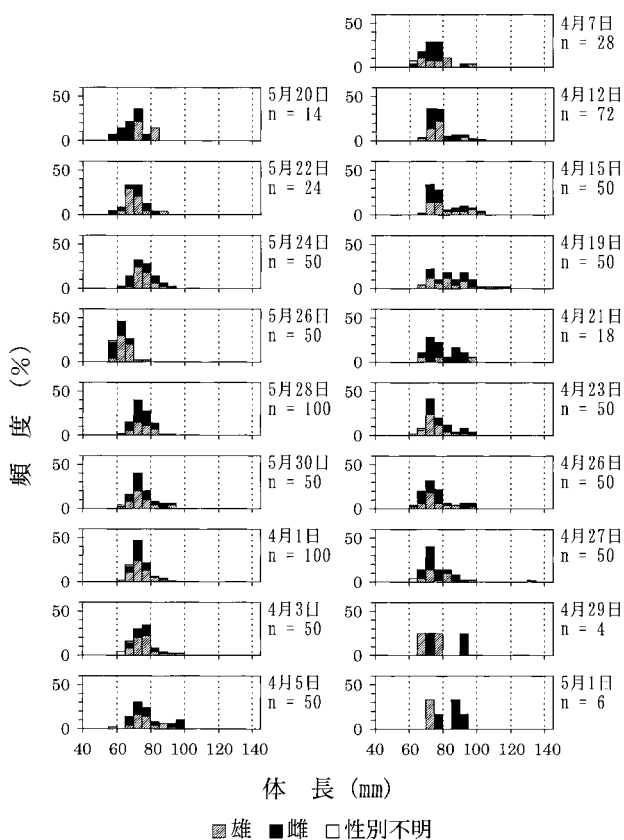 50
0
5月20日
n = 14
50
0
5月22日
n = 24
50
0
5月24日
n = 50
50
0
5月26日
n = 50
50
0
5月28日
n = 100
50
0
5月30日
n = 50
50
0
4月1日
n = 100
50
0
4月3日
n = 50
50
0
4月5日
n = 50
40 60 80 100 120 140
50
0
4月7日
n = 28
50
0
4月12日
n = 72
50
0
4月15日
n = 50
50
0
4月19日
n = 50
50
0
4月21日
n = 18
50
0
4月23日
n = 50
50
0
4月26日
n = 50
50
0
4月27日
n = 50
50
0
4月29日
n = 4
50
0
5月1日
n = 6
40 60 80 100 120 140
頻 度 (%)
体 長 (mm)
雄 雌 性別不明